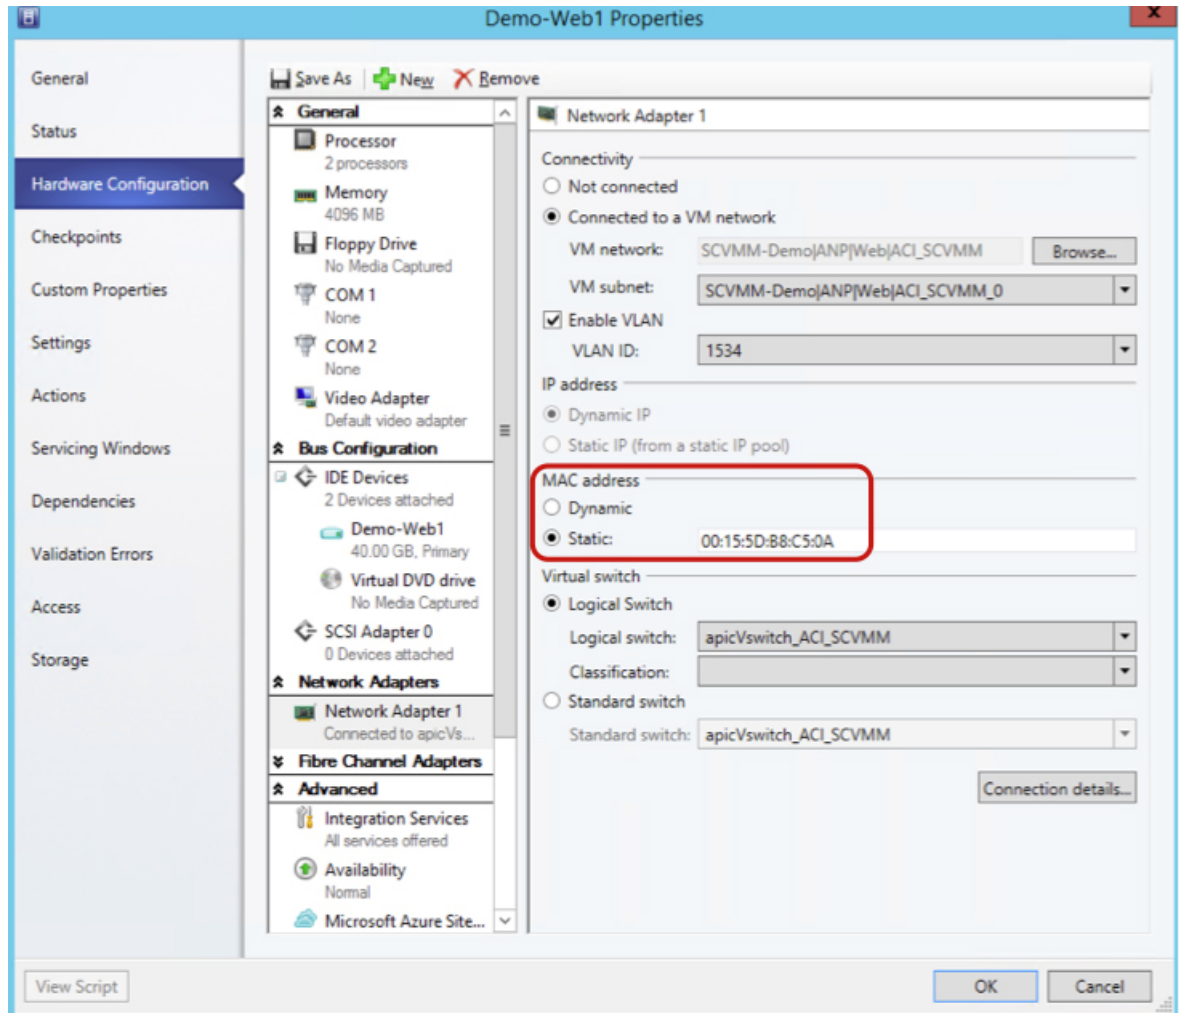 Demo-Web1 Properties
x
General
Status
Hardware Configuration
Checkpoints
Custom Properties
Settings
Actions
Servicing Windows
Dependencies
Validation Errors
Access
Storage
Save As New Remove
General
Processor
2 processors
Memory
4096 MB
Floppy Drive
No Media Captured
COM 1
None
COM 2
None
Video Adapter
Default video adapter
Bus Configuration
IDE Devices
2 Devices attached
Demo-Web1
40.00 GB, Primary
Virtual DVD drive
No Media Captured
SCSI Adapter 0
0 Devices attached
Network Adapters
Network Adapter 1
Connected to apicVs...
Fibre Channel Adapters
Advanced
Integration Services
All services offered
Availability
Normal
Microsoft Azure Site...
Network Adapter 1
Connectivity
Not connected
Connected to a VM network
VM network: SCVMM-Demo|ANP|Web|ACI_SCVMM Browse...
VM subnet: SCVMM-Demo|ANP|Web|ACI_SCVMM_0
Enable VLAN
VLAN ID: 1534
IP address
Dynamic IP
Static IP (from a static IP pool)
MAC address
Dynamic
Static: 00:15:5D:B8:C5:0A
Virtual switch
Logical Switch
Logical switch: apicVswitch_ACI_SCVMM
Classification:
Standard switch
Standard switch: apicVswitch_ACI_SCVMM
Connection details...
View Script OK Cancel